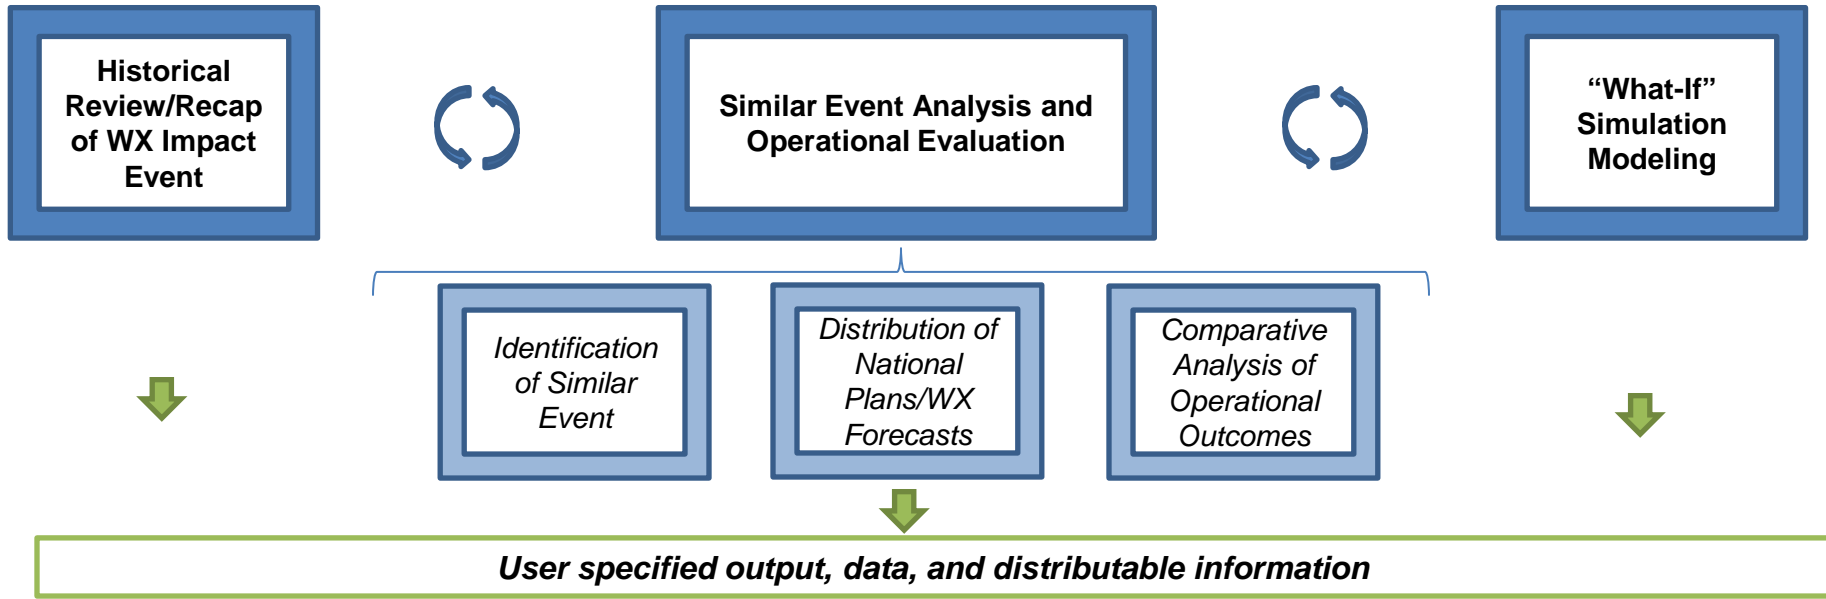 Historical
Review/Recap
of WX Impact
Event
Similar Event Analysis and
Operational Evaluation
“What-If”
Simulation
Modeling
Identification
of Similar
Event
Distribution of
National
Plans/WX
Forecasts
Comparative
Analysis of
Operational
Outcomes
User specified output, data, and distributable information